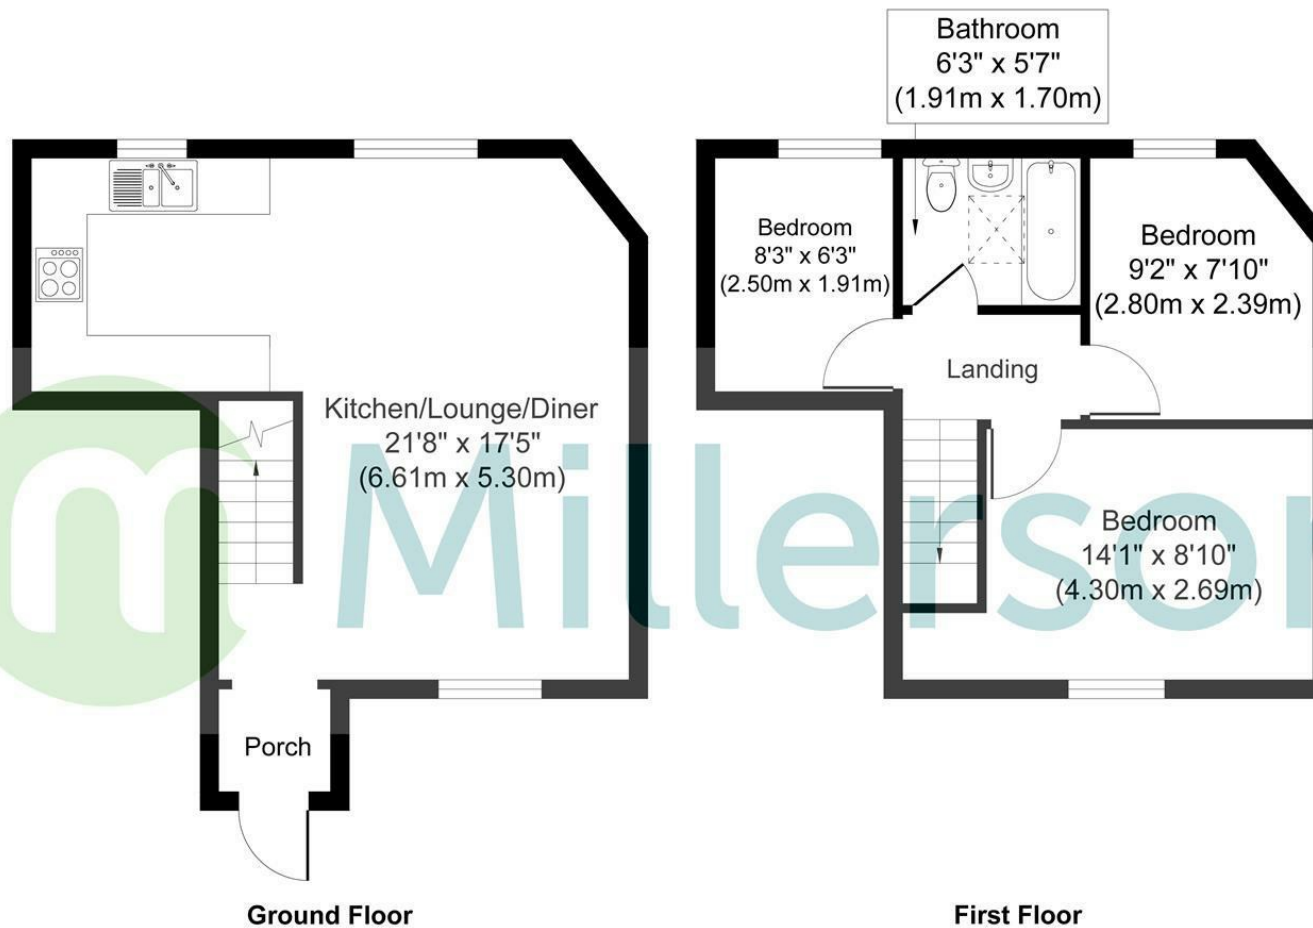 Bathroom
6'3" x 5'7"
(1.91m x 1.70m)
Bedroom
8'3" x 6'3"
(2.50m x 1.91m)
Bedroom
9'2" x 7'10"
(2.80m x 2.39m)
Landing
Kitchen/Lounge/Diner
21'8" x 17'5"
(6.61m x 5.30m)
m Millerson
Bedroom
14'1" x 8'10"
(4.30m x 2.69m)
Porch
Ground Floor
First Floor